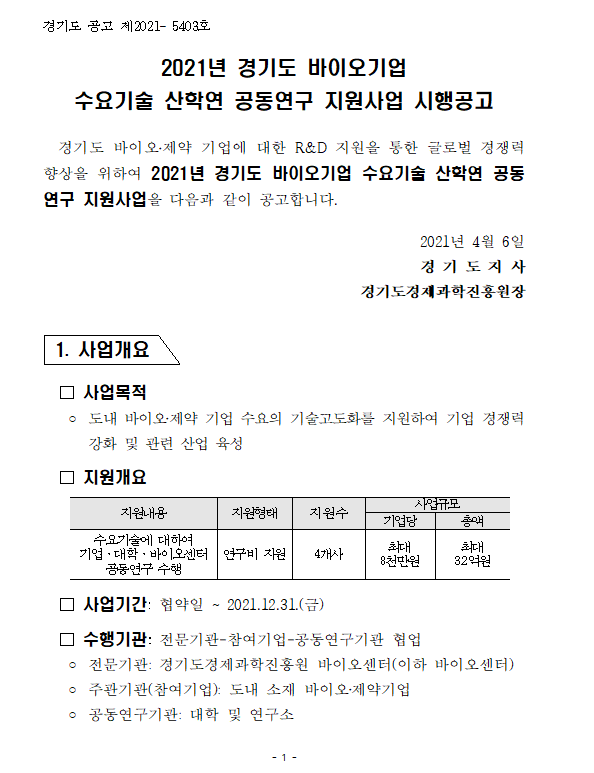 경기도 공고 제2021- 5403호
2021년 경기도 바이오기업
수요기술 산학연 공동연구 지원사업 시행공고
경기도 바이오·제약 기업에 대한 R&D 지원을 통한 글로벌 경쟁력
향상을 위하여 2021년 경기도 바이오기업 수요기술 산학연 공동
연구 지원사업을 다음과 같이 공고합니다.
2021년 4월 6일
경 기 도 지 사
경기도경제과학진흥원장
1. 사업개요
□ 사업목적
○ 도내 바이오·제약 기업 수요의 기술고도화를 지원하여 기업 경쟁력
강화 및 관련 산업 육성
□ 지원개요
지원내용 지원형태 지원수 사업규모
기업당 총액
수요기술에 대하여
기업·대학·바이오센터
공동연구 수행
연구비 지원 4개사 최대
8천만원
최대
3.2억원
□ 사업기간: 협약일 ~ 2021.12.31.(금)
□ 수행기관: 전문기관-참여기업-공동연구기관 협업
○ 전문기관: 경기도경제과학진흥원 바이오센터(이하 바이오센터)
○ 주관기관(참여기업): 도내 소재 바이오·제약기업
○ 공동연구기관: 대학 및 연구소
- 1 -